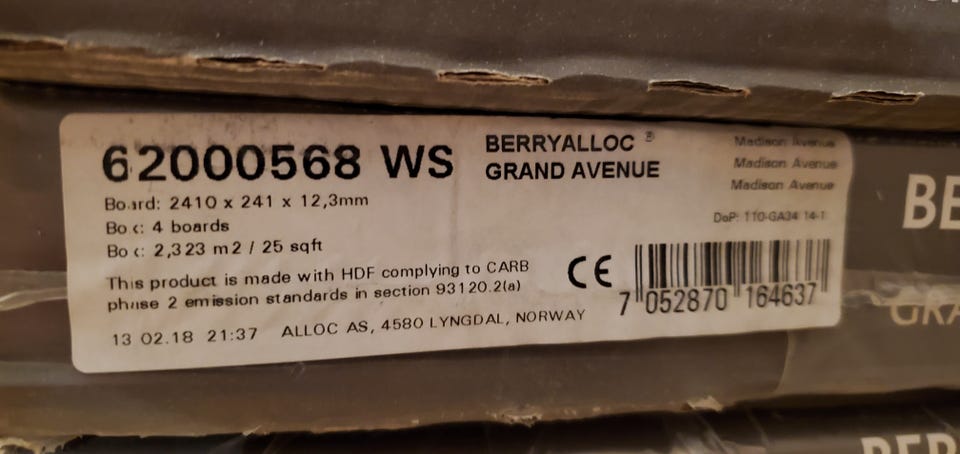 62000568 WS
BERRYALLOC ®
GRAND AVENUE
Madison Avenue
Madison Avenue
Madison Avenue
Board: 2410 x 241 x 12,3mm
Box: 4 boards
Box: 2,323 m2 / 25 sqft
DoP: 110-GA34 14-1
This product is made with HDF complying to CARB
phase 2 emission standards in section 93120.2(a)
CE
7 052870 164637
13 02.18 21:37 ALLOC AS, 4580 LYNGDAL, NORWAY
BE
GRA
BER